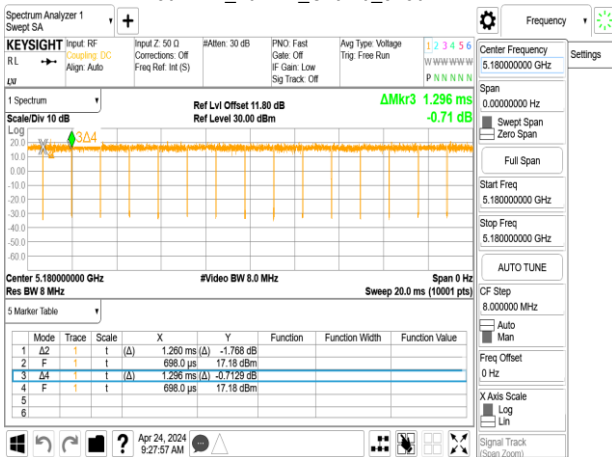 Spectrum Analyzer 1
Swept SA
Frequency
KEYSIGHT
RL
Input: RF
Coupling: DC
Align: Auto
Input Z: 50 Ω
Corrections: Off
Freq Ref: Int (S)
#Atten: 30 dB
PNO: Fast
Gate: Off
IF Gain: Low
Sig Track: Off
Avg Type: Voltage
Trig: Free Run
1 2 3 4 5 6
W W W W W W
P N N N N N
1 Spectrum
Scale/Div 10 dB
Log
Ref Lvl Offset 11.80 dB
Ref Level 30.00 dBm
ΔMkr3 1.296 ms
-0.71 dB
3Δ4
20.0
10.0
0.00
-10.0
-20.0
-30.0
-40.0
-50.0
-60.0
Center 5.180000000 GHz
Res BW 8 MHz
#Video BW 8.0 MHz
Span 0 Hz
Sweep 20.0 ms (10001 pts)
5 Marker Table
Mode Trace Scale X Y Function Function Width Function Value
1 Δ2 1 t (Δ) 1.260 ms (Δ) -1.768 dB
2 F 1 t 698.0 µs 17.18 dBm
3 Δ4 1 t (Δ) 1.296 ms (Δ) -0.7129 dB
4 F 1 t 698.0 µs 17.18 dBm
5
6
Apr 24, 2024
9:27:57 AM
Center Frequency
5.180000000 GHz
Span
0.00000000 Hz
Swept Span
Zero Span
Full Span
Start Freq
5.180000000 GHz
Stop Freq
5.180000000 GHz
AUTO TUNE
CF Step
8.000000 MHz
Auto
Man
Freq Offset
0 Hz
X Axis Scale
Log
Lin
Signal Track
(Span Zoom)
Settings